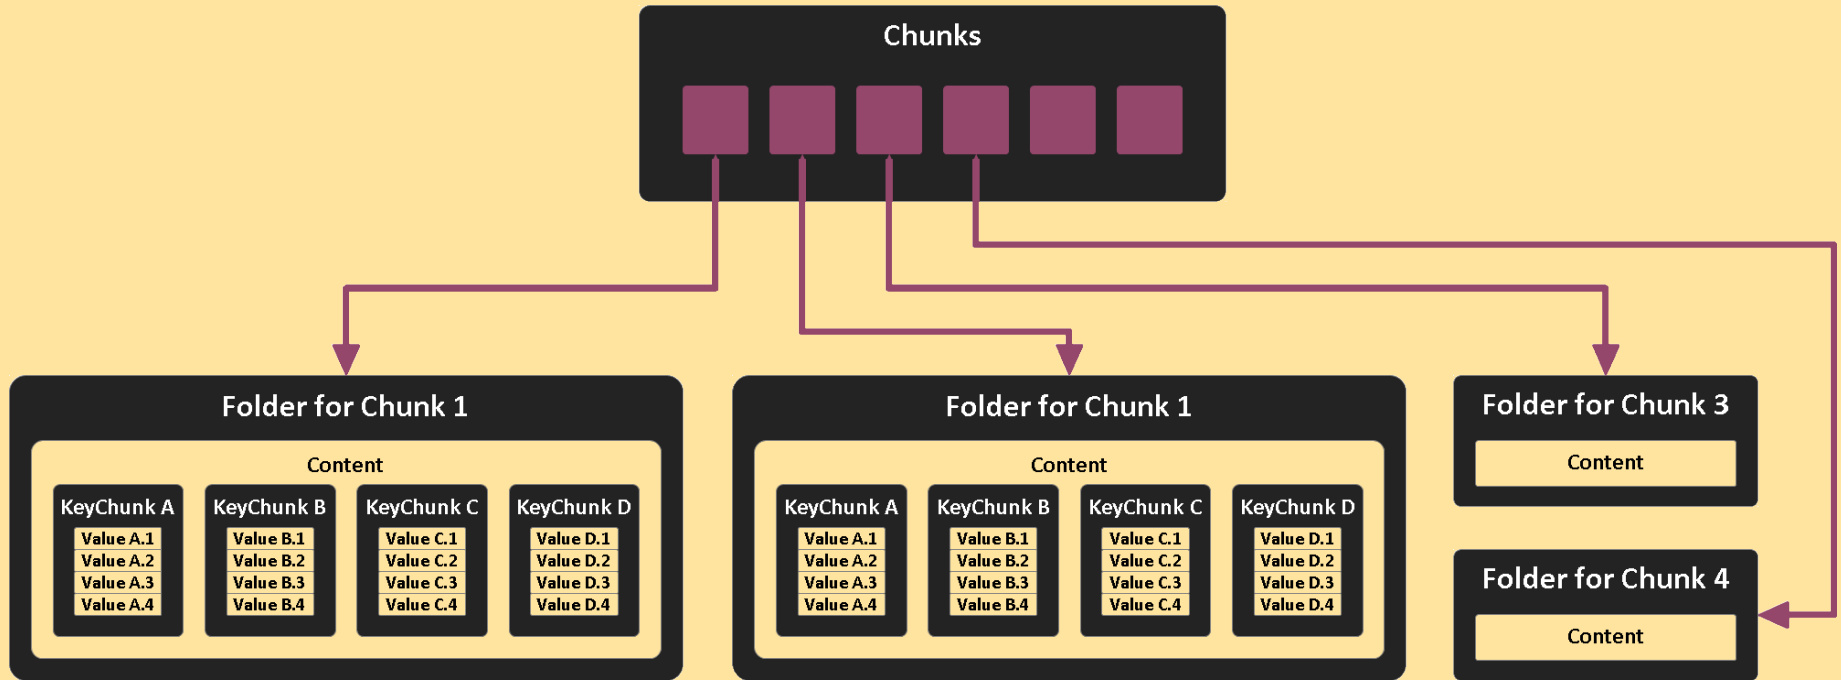 Chunks
Folder for Chunk 1
Content
KeyChunk A
Value A.1
Value A.2
Value A.3
Value A.4
KeyChunk B
Value B.1
Value B.2
Value B.3
Value B.4
KeyChunk C
Value C.1
Value C.2
Value C.3
Value C.4
KeyChunk D
Value D.1
Value D.2
Value D.3
Value D.4
Folder for Chunk 1
Content
KeyChunk A
Value A.1
Value A.2
Value A.3
Value A.4
KeyChunk B
Value B.1
Value B.2
Value B.3
Value B.4
KeyChunk C
Value C.1
Value C.2
Value C.3
Value C.4
KeyChunk D
Value D.1
Value D.2
Value D.3
Value D.4
Folder for Chunk 3
Content
Folder for Chunk 4
Content